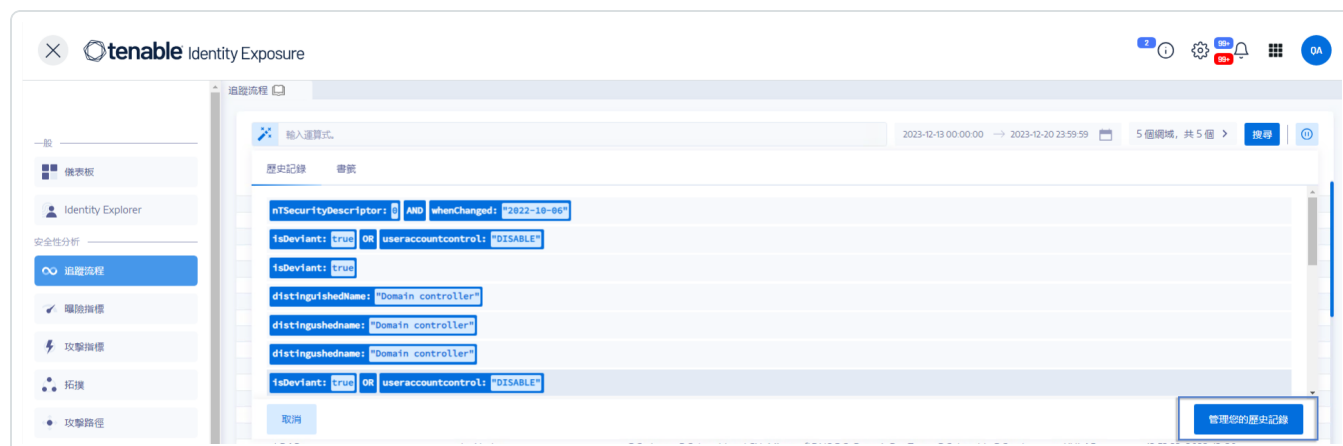 tenable Identity Exposure
2
99+
99+
QA
追蹤流程
輸入運算式。
2023-12-13 00:00:00 → 2023-12-20 23:59:59
5 個網域，共 5 個 >
搜尋
一般
儀表板
Identity Explorer
安全性分析
追蹤流程
曝險指標
攻擊指標
拓撲
攻擊路徑
歷史記錄
書籤
nTSecurityDescriptor: 0 AND whenChanged: "2022-10-06"
isDeviant: true OR useraccountcontrol: "DISABLE"
isDeviant: true
distinguishedName: "Domain controller"
distingushedname: "Domain controller"
distingushedname: "Domain controller"
isDeviant: true OR useraccountcontrol: "DISABLE"
取消
管理您的歷史記錄